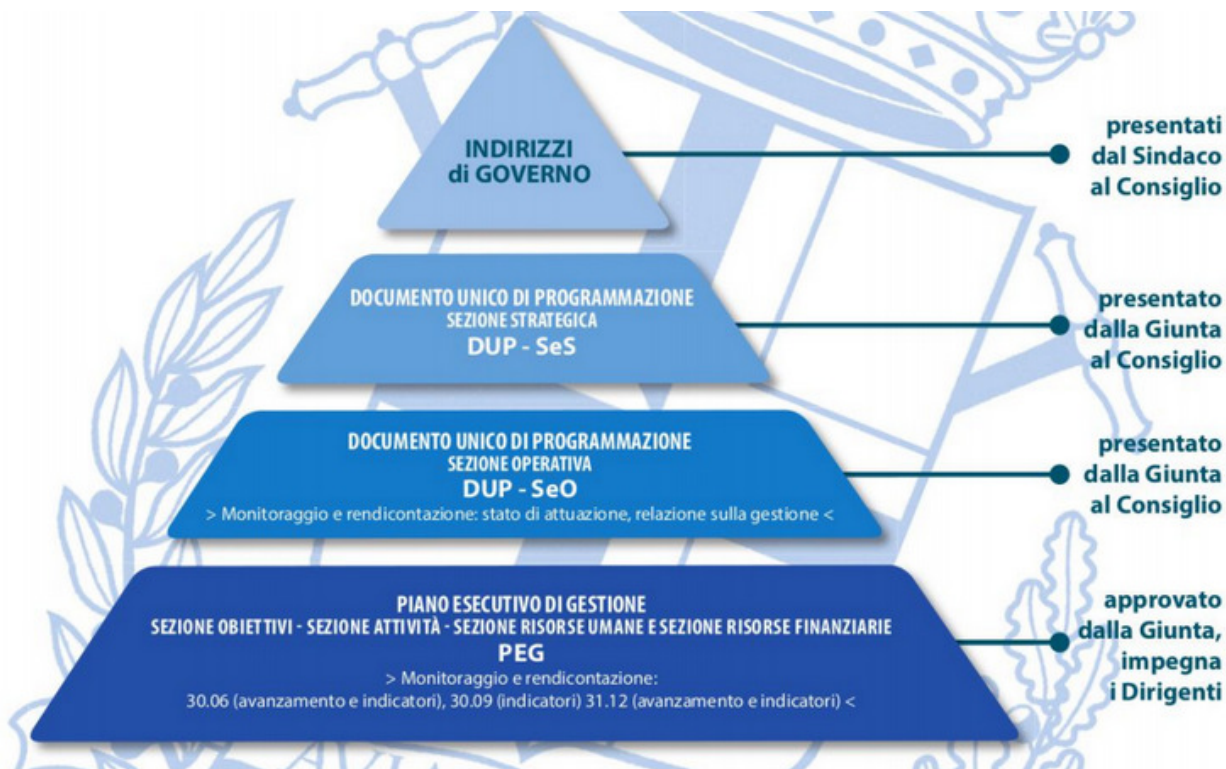 INDIRIZZI
di GOVERNO
presentati
dal Sindaco
al Consiglio
DOCUMENTO UNICO DI PROGRAMMAZIONE
SEZIONE STRATEGICA
DUP - SeS
presentato
dalla Giunta
al Consiglio
DOCUMENTO UNICO DI PROGRAMMAZIONE
SEZIONE OPERATIVA
DUP - SeO
> Monitoraggio e rendicontazione: stato di attuazione, relazione sulla gestione <
presentato
dalla Giunta
al Consiglio
PIANO ESECUTIVO DI GESTIONE
SEZIONE OBIETTIVI - SEZIONE ATTIVITÀ - SEZIONE RISORSE UMANE E SEZIONE RISORSE FINANZIARIE
PEG
> Monitoraggio e rendicontazione:
30.06 (avanzamento e indicatori), 30.09 (indicatori) 31.12 (avanzamento e indicatori) <
approvato
dalla Giunta,
impegna
i Dirigenti